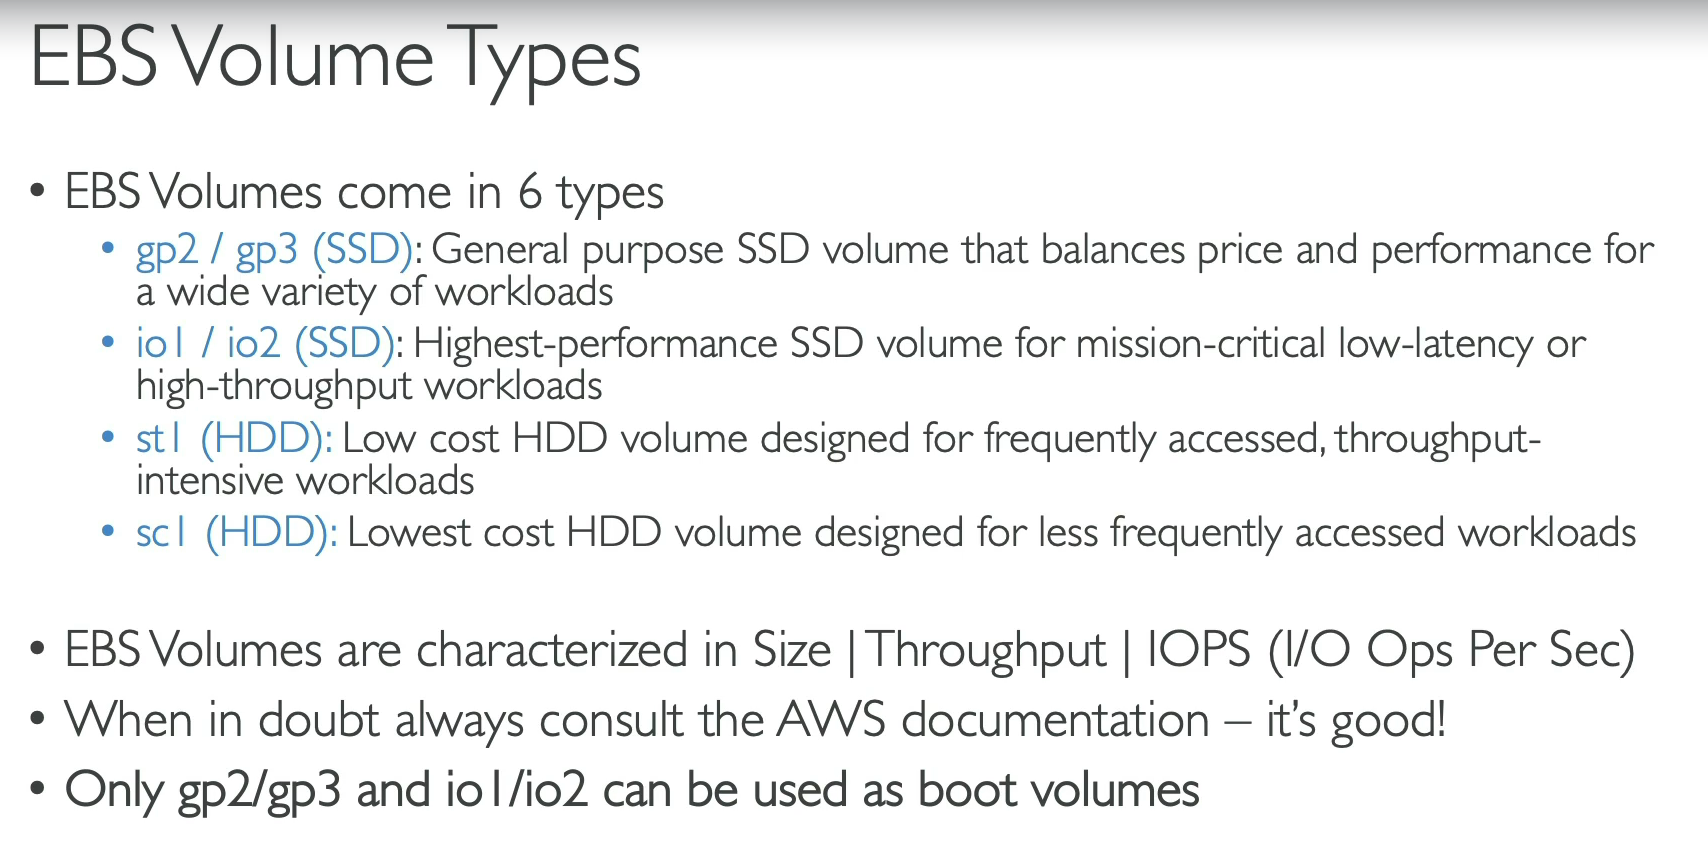 EBS Volume Types
• EBS Volumes come in 6 types
• gp2 / gp3 (SSD): General purpose SSD volume that balances price and performance for
a wide variety of workloads
• io1 / io2 (SSD): Highest-performance SSD volume for mission-critical low-latency or
high-throughput workloads
• st1 (HDD): Low cost HDD volume designed for frequently accessed, throughput-
intensive workloads
• sc1 (HDD): Lowest cost HDD volume designed for less frequently accessed workloads
• EBS Volumes are characterized in Size | Throughput | IOPS (I/O Ops Per Sec)
• When in doubt always consult the AWS documentation – it’s good!
• Only gp2/gp3 and io1/io2 can be used as boot volumes